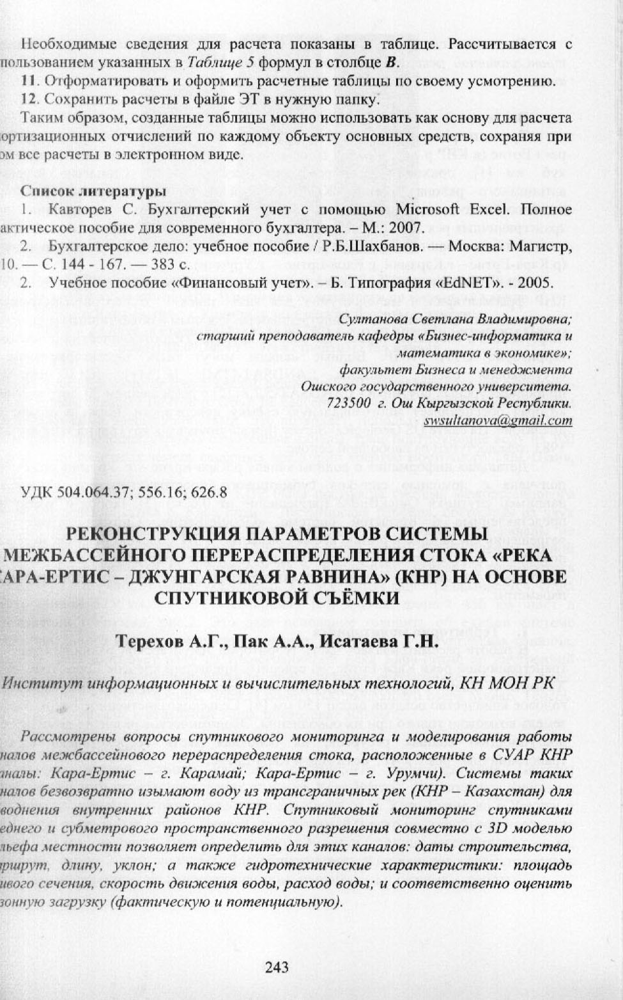 Необходимые сведения для расчета показаны в таблице. Рассчитывается с
пользованием указанных в Таблице 5 формул в столбце В.
11. Отформатировать и оформить расчетные таблицы по своему усмотрению.
12. Сохранить расчеты в файле ЭТ в нужную папку.
Таким образом, созданные таблицы можно использовать как основу для расчета
ортизационных отчислений по каждому объекту основных средств, сохраняя при
ом все расчеты в электронном виде.
Список литературы
1. Кавторев С. Бухгалтерский учет с помощью Microsoft Excel. Полное
актическое пособие для современного бухгалтера. – М.: 2007.
2. Бухгалтерское дело: учебное пособие / Р.Б.Шахбанов. — Москва: Магистр,
10. — С. 144 - 167. — 383 с.
2. Учебное пособие «Финансовый учет». – Б. Типография «EdNET». - 2005.
Султанова Светлана Владимировна;
старший преподаватель кафедры «Бизнес-информатика и
математика в экономике»;
факультет Бизнеса и менеджмента
Ошского государственного университета.
723500 г. Ош Кыргызской Республики.
swsultanova@gmail.com
УДК 504.064.37; 556.16; 626.8
РЕКОНСТРУКЦИЯ ПАРАМЕТРОВ СИСТЕМЫ
МЕЖБАССЕЙНОГО ПЕРЕРАСПРЕДЕЛЕНИЯ СТОКА «РЕКА
АРА-ЕРТИС – ДЖУНГАРСКАЯ РАВНИНА» (КНР) НА ОСНОВЕ
СПУТНИКОВОЙ СЪЁМКИ
Терехов А.Г., Пак А.А., Исатаева Г.Н.
Институт информационных и вычислительных технологий, КН МОН РК
Рассмотрены вопросы спутникового мониторинга и моделирования работы
налов межбассейнового перераспределения стока, расположенные в СУАР КНР
аналы: Кара-Ертис – г. Карамай; Кара-Ертис – г. Урумчи). Системы таких
налов безвозвратно изымают воду из трансграничных рек (КНР – Казахстан) для
воднения внутренних районов КНР. Спутниковый мониторинг спутниками
еднего и субметрового пространственного разрешения совместно с 3D моделью
льефа местности позволяет определить для этих каналов: даты строительства,
ршрут, длину, уклон; а также гидротехнические характеристики: площадь
ивого сечения, скорость движения воды, расход воды; и соответственно оценить
зонную загрузку (фактическую и потенциальную).
243